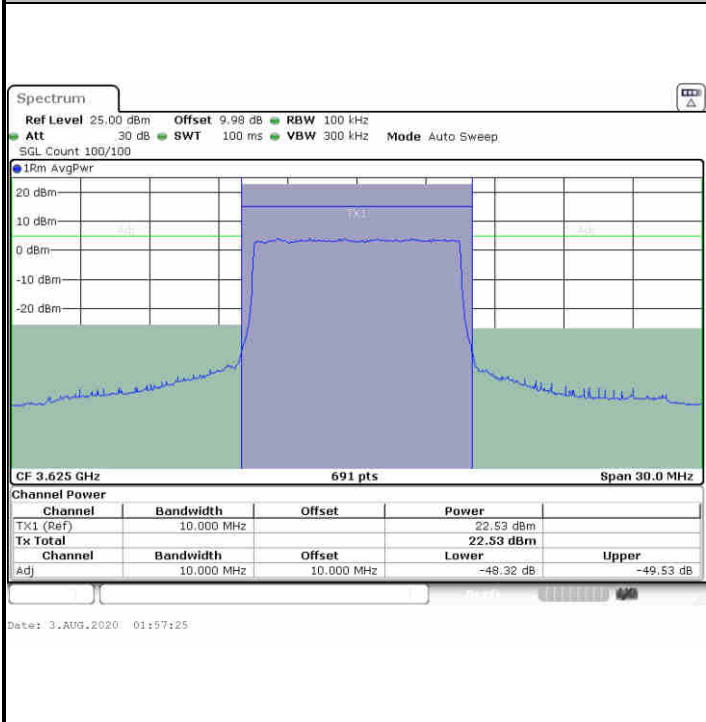 Spectrum
Ref Level 25.00 dBm Offset 9.98 dB RBW 100 kHz
Att 30 dB SWT 100 ms VBW 300 kHz Mode Auto Sweep
SGL Count 100/100
1Rm AvgPwr
20 dBm
TX1
10 dBm
Adj Adj
0 dBm
-10 dBm
-20 dBm
CF 3.625 GHz 691 pts Span 30.0 MHz
Channel Power
Channel Bandwidth Offset Power
TX1 (Ref) 10.000 MHz 22.53 dBm
Tx Total 22.53 dBm
Channel Bandwidth Offset Lower Upper
Adj 10.000 MHz 10.000 MHz -48.32 dB -49.53 dB
Date: 3.AUG.2020 01:57:25